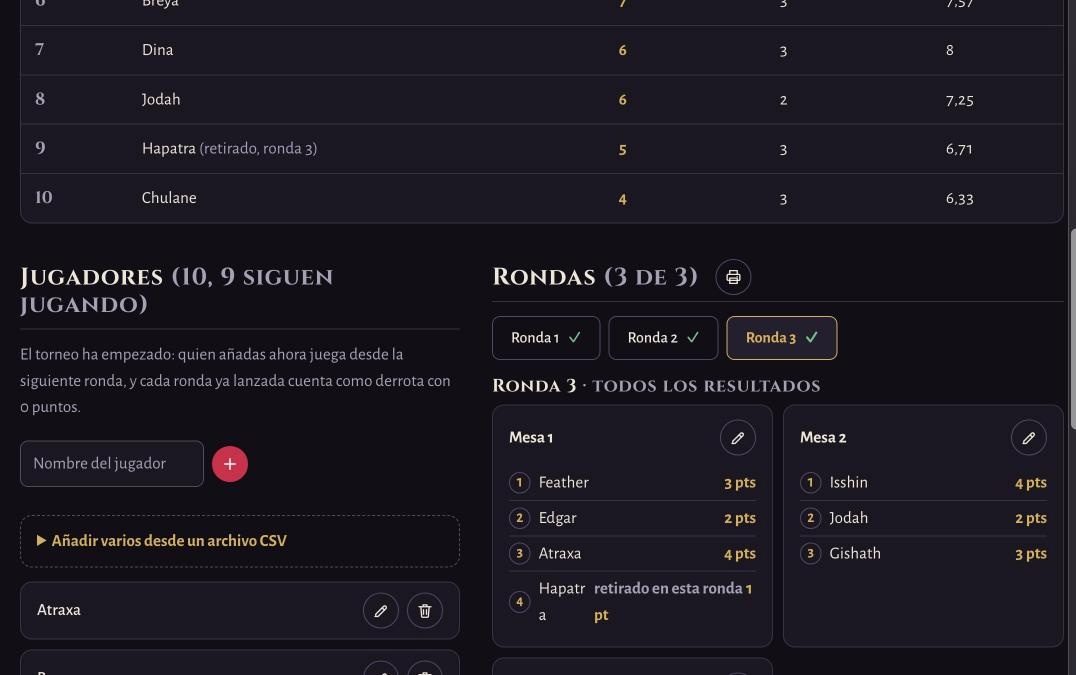 6 Breya 7 3 7,57
7 Dina 6 3 8
8 Jodah 6 2 7,25
9 Hapatra (retirado, ronda 3) 5 3 6,71
10 Chulane 4 3 6,33
Jugadores (10, 9 siguen
jugando)
El torneo ha empezado: quien añadas ahora juega desde la
siguiente ronda, y cada ronda ya lanzada cuenta como derrota con
0 puntos.
Nombre del jugador
Añadir varios desde un archivo CSV
Atraxa
Rondas (3 de 3)
Ronda 1
Ronda 2
Ronda 3
Ronda 3 · todos los resultados
Mesa 1
1 Feather 3 pts
2 Edgar 2 pts
3 Atraxa 4 pts
4 Hapatr
a
retirado en esta ronda 1
pt
Mesa 2
1 Isshin 4 pts
2 Jodah 2 pts
3 Gishath 3 pts